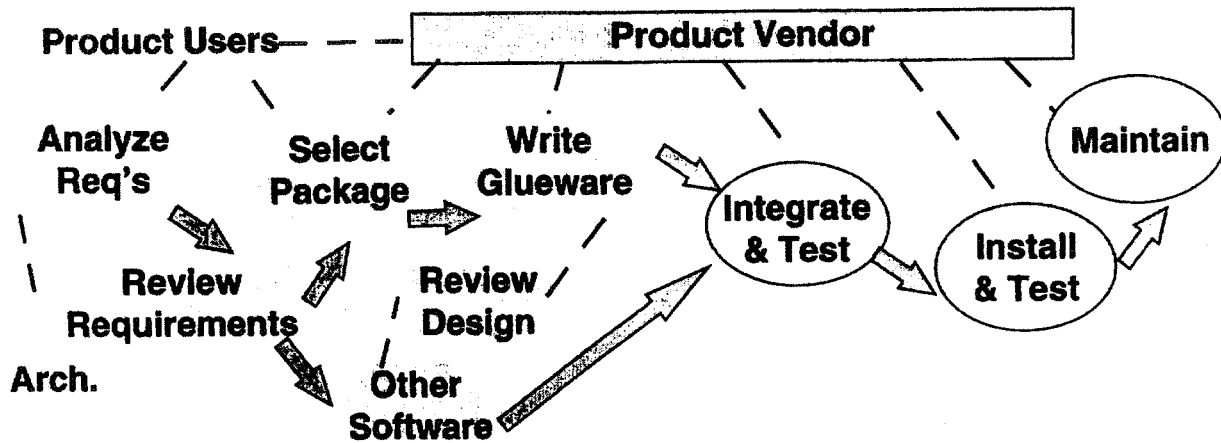 Product Users
Product Vendor
Analyze
Req's
Select
Package
Write
Glueware
Maintain
Integrate
& Test
Install
& Test
Review
Requirements
Review
Design
Arch.
Other
Software